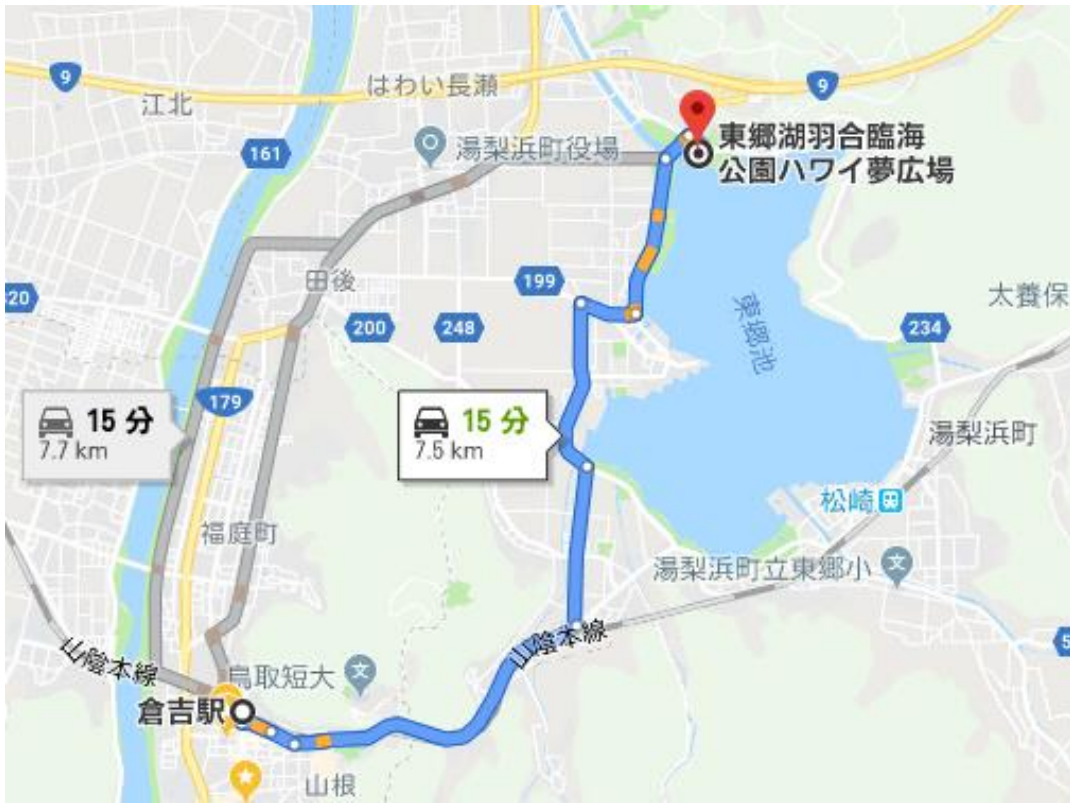 9
はわい長瀬
9
江北
161
湯梨浜町役場
東郷湖羽合臨海
公園ハワイ夢広場
田後
199
320
200
248
東郷池
234
太養保
179
15 分
7.7 km
15 分
7.5 km
湯梨浜町
松崎
福庭町
湯梨浜町立東郷小
文
山陰本線
山陰本線
5
鳥取短大
文
倉吉駅
山根